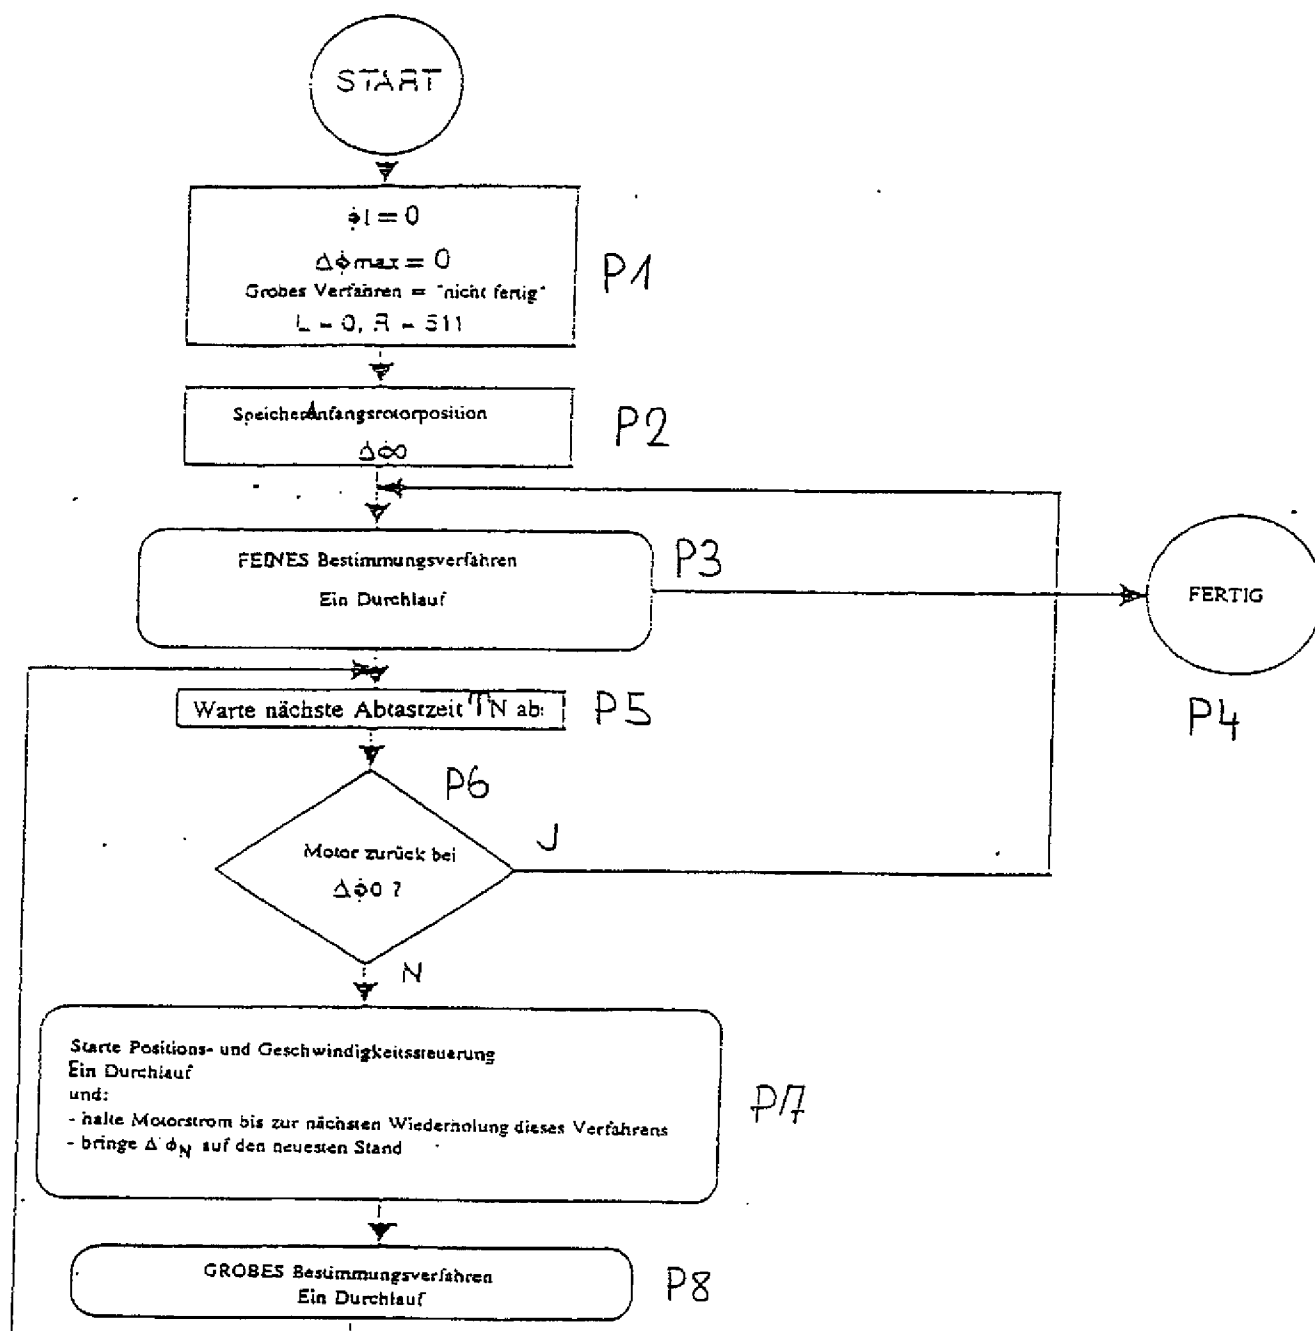 START
ϕI = 0
Δϕmax = 0
Grobes Verfahren = "nicht fertig"
L = 0, R = 511
P1
Speicher Anfangsrotorposition
P2
FEINES Bestimmungsverfahren
Ein Durchlauf
P3
FERTIG
P4
Warte nächste Abtastzeit TN ab:
P5
P6
Motor zurück bei
Δϕ0 ?
J
N
Starte Positions- und Geschwindigkeitssteuerung
Ein Durchlauf
und:
- halte Motorstrom bis zur nächsten Wiederholung dieses Verfahrens
- bringe Δ ϕN auf den neuesten Stand
P7
GROBES Bestimmungsverfahren
Ein Durchlauf
P8